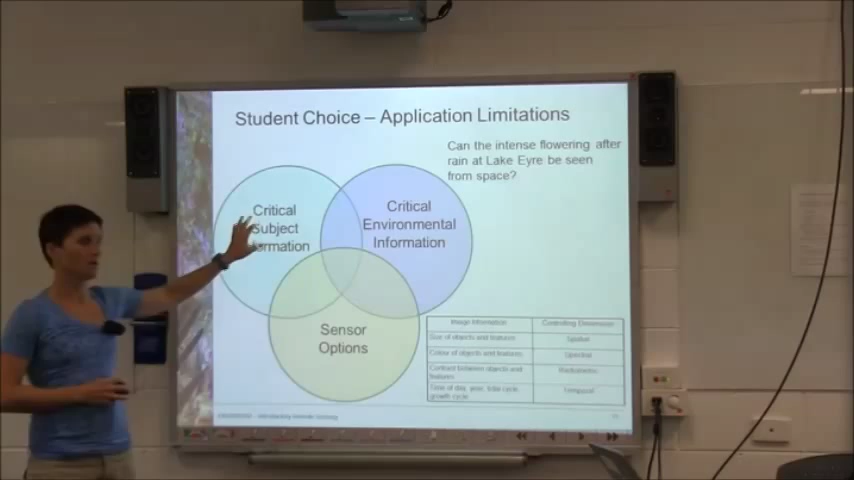 Student Choice – Application Limitations
Can the intense flowering after
rain at Lake Eyre be seen
from space?
Critical
Subject
Critical
Environmental
Information
Sensor
Options
Image Information Controlling Dimension
Size of objects and features Spatial
Colour of objects and features Spectral
Contrast between objects and
features Radiometric
Time of day, year, tidal cycle,
growth cycle Temporal